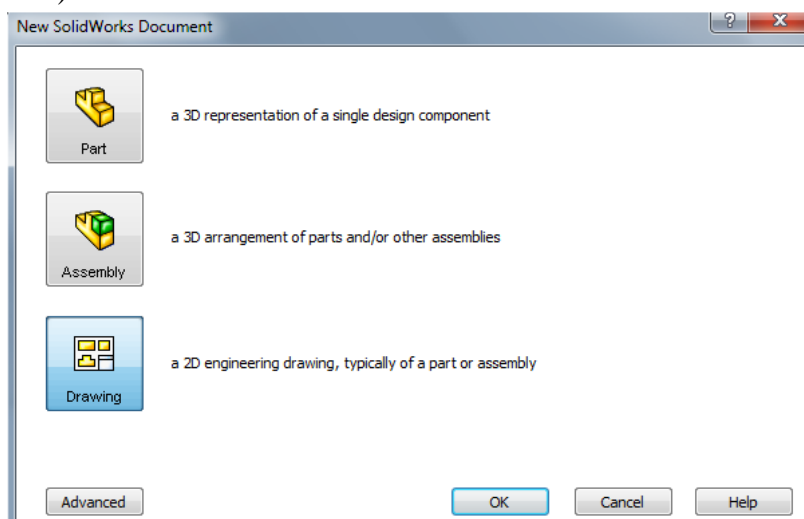 New SolidWorks Document
?
X
a 3D representation of a single design component
Part
a 3D arrangement of parts and/or other assemblies
Assembly
a 2D engineering drawing, typically of a part or assembly
Drawing
Advanced OK Cancel Help